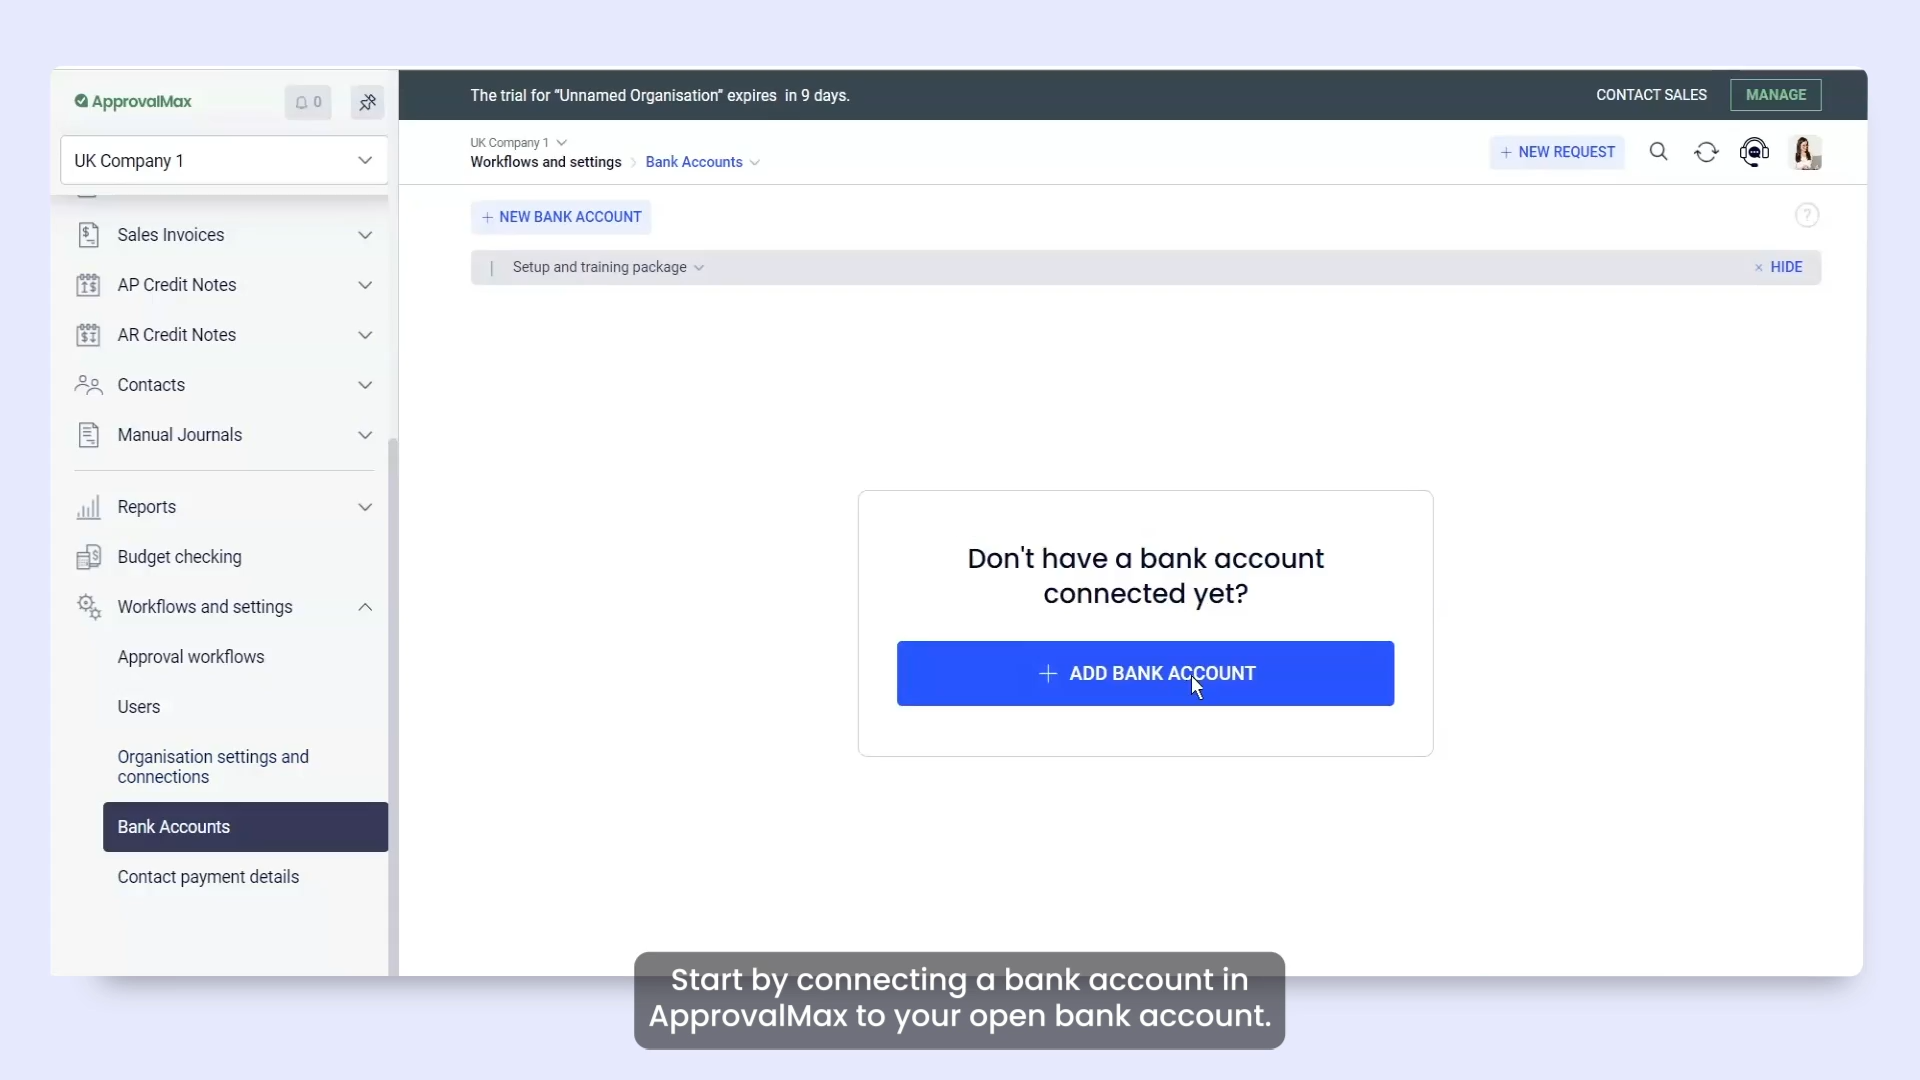 ApprovalMax
0
The trial for “Unnamed Organisation” expires in 9 days.
CONTACT SALES
MANAGE
UK Company 1
UK Company 1
Workflows and settings
Bank Accounts
+ NEW REQUEST
+ NEW BANK ACCOUNT
?
Setup and training package
× HIDE
Sales Invoices
AP Credit Notes
AR Credit Notes
Contacts
Manual Journals
Reports
Budget checking
Workflows and settings
Approval workflows
Users
Organisation settings and
connections
Bank Accounts
Contact payment details
Don't have a bank account
connected yet?
+ ADD BANK ACCOUNT
Start by connecting a bank account in
ApprovalMax to your open bank account.